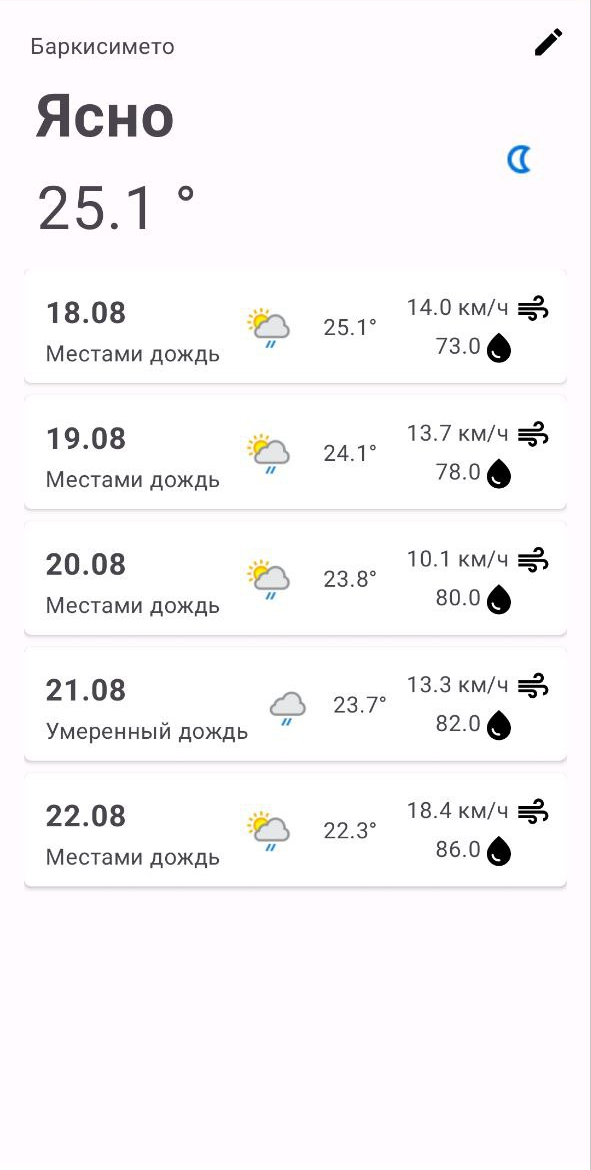 Баркисимето
Ясно
25.1 °
18.08
Местами дождь
25.1°
14.0 км/ч
73.0
19.08
Местами дождь
24.1°
13.7 км/ч
78.0
20.08
Местами дождь
23.8°
10.1 км/ч
80.0
21.08
Умеренный дождь
23.7°
13.3 км/ч
82.0
22.08
Местами дождь
22.3°
18.4 км/ч
86.0